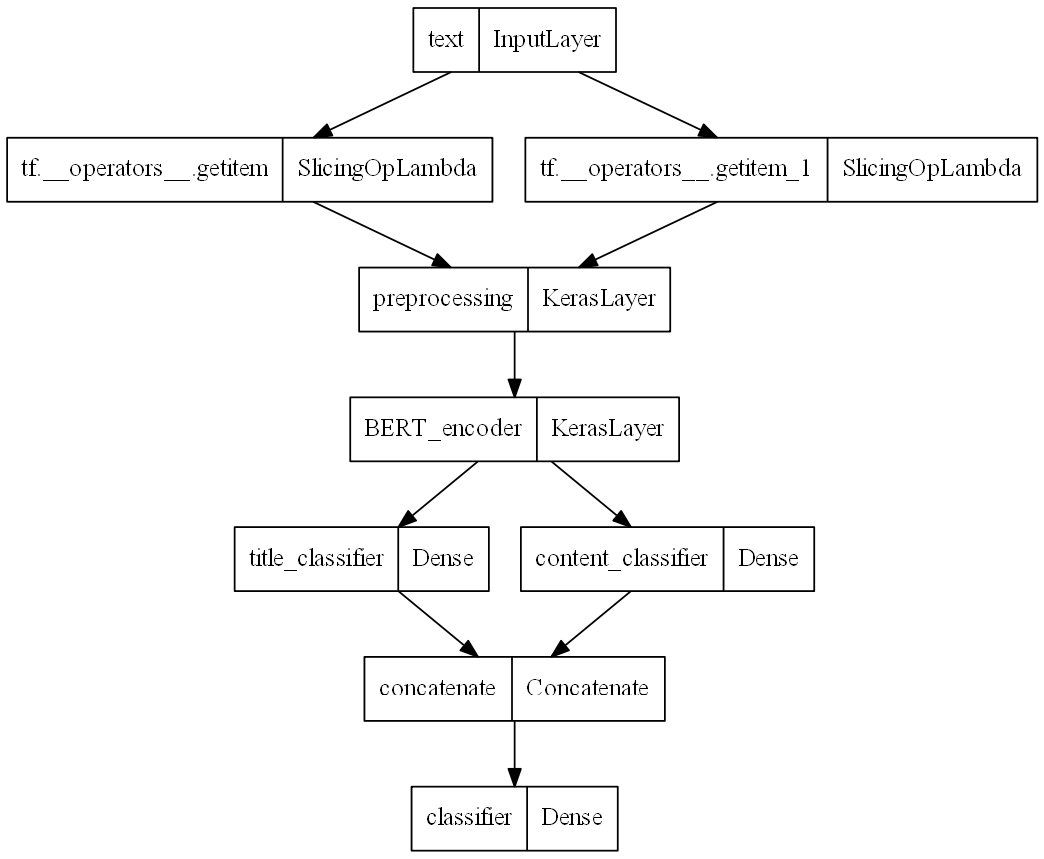 text InputLayer
tf.__operators__.getitem SlicingOpLambda tf.__operators__.getitem_1 SlicingOpLambda
preprocessing KerasLayer
BERT_encoder KerasLayer
title_classifier Dense content_classifier Dense
concatenate Concatenate
classifier Dense